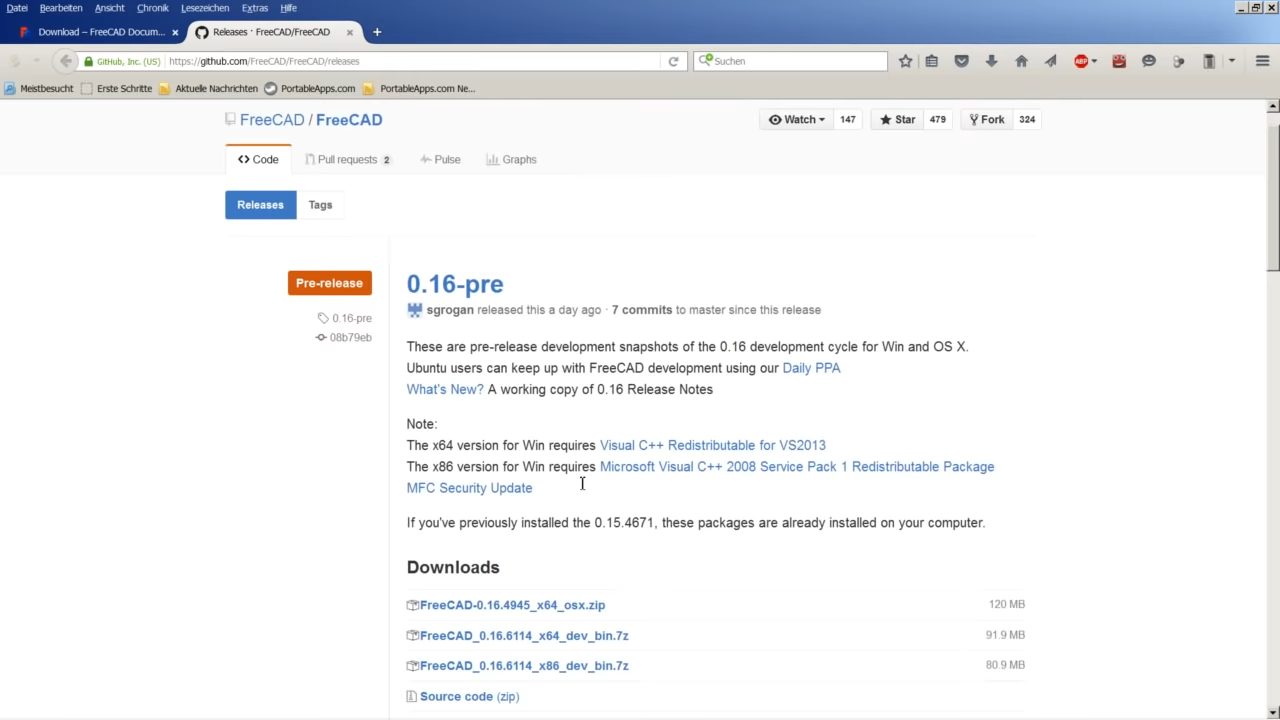 Datei Bearbeiten Ansicht Chronik Lesezeichen Extras Hilfe
Download – FreeCAD Docum... × Releases · FreeCAD/FreeCAD × +
GitHub, Inc. (US) https://github.com/FreeCAD/FreeCAD/releases Suchen ABP
Meistbesucht Erste Schritte Aktuelle Nachrichten PortableApps.com PortableApps.com Ne...
FreeCAD / FreeCAD Watch 147 Star 479 Fork 324
<> Code Pull requests 2 Pulse Graphs
Releases Tags
Pre-release 0.16-pre
sgrogan released this a day ago · 7 commits to master since this release
0.16-pre
08b79eb
These are pre-release development snapshots of the 0.16 development cycle for Win and OS X.
Ubuntu users can keep up with FreeCAD development using our Daily PPA
What's New? A working copy of 0.16 Release Notes
Note:
The x64 version for Win requires Visual C++ Redistributable for VS2013
The x86 version for Win requires Microsoft Visual C++ 2008 Service Pack 1 Redistributable Package
MFC Security Update
If you've previously installed the 0.15.4671, these packages are already installed on your computer.
Downloads
FreeCAD-0.16.4945_x64_osx.zip 120 MB
FreeCAD_0.16.6114_x64_dev_bin.7z 91.9 MB
FreeCAD_0.16.6114_x86_dev_bin.7z 80.9 MB
Source code (zip)